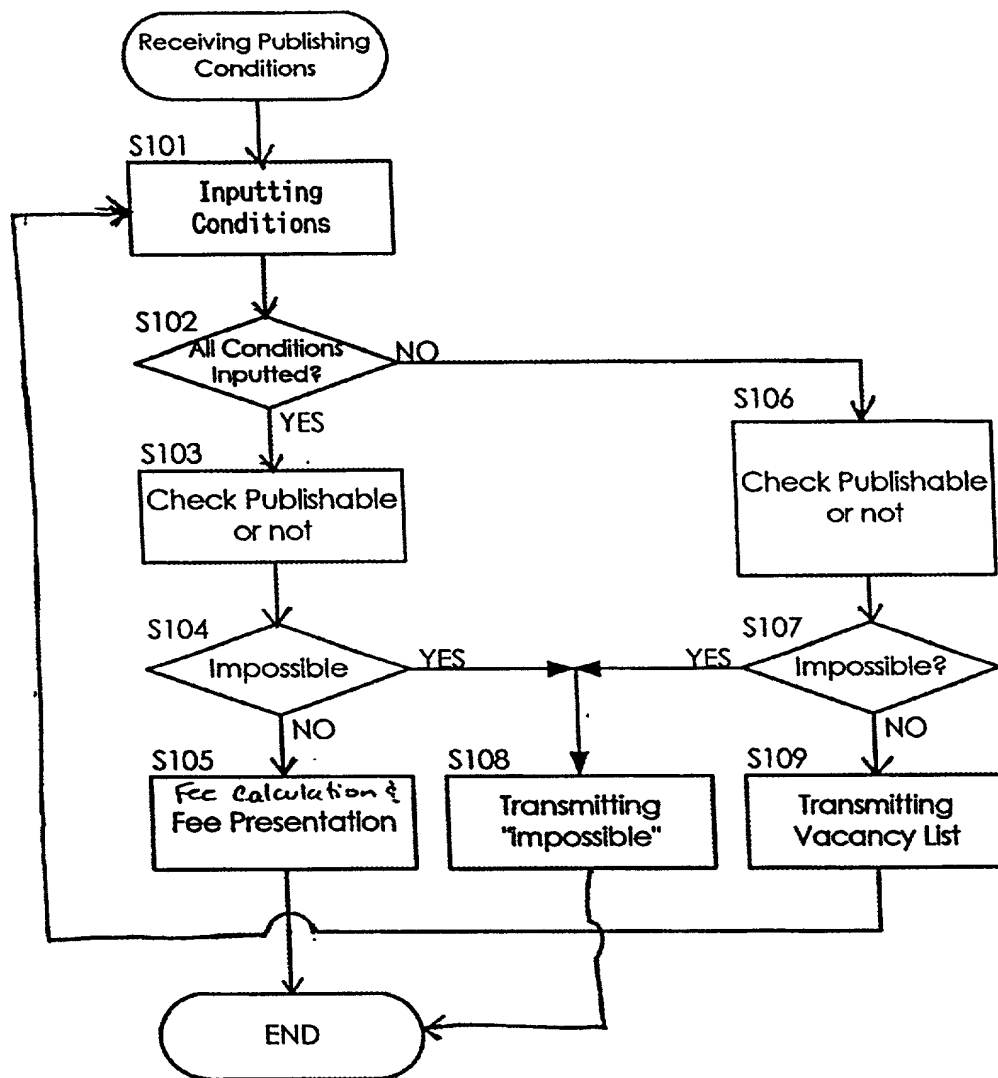 Receiving Publishing
Conditions
S101
Inputting
Conditions
S102
All Conditions
Inputted?
NO
YES
S103
Check Publishable
or not
S106
Check Publishable
or not
S104
Impossible
YES
NO
S107
Impossible?
YES
NO
S105
Fee Calculation &
Fee Presentation
S108
Transmitting
"impossible"
S109
Transmitting
Vacancy List
END